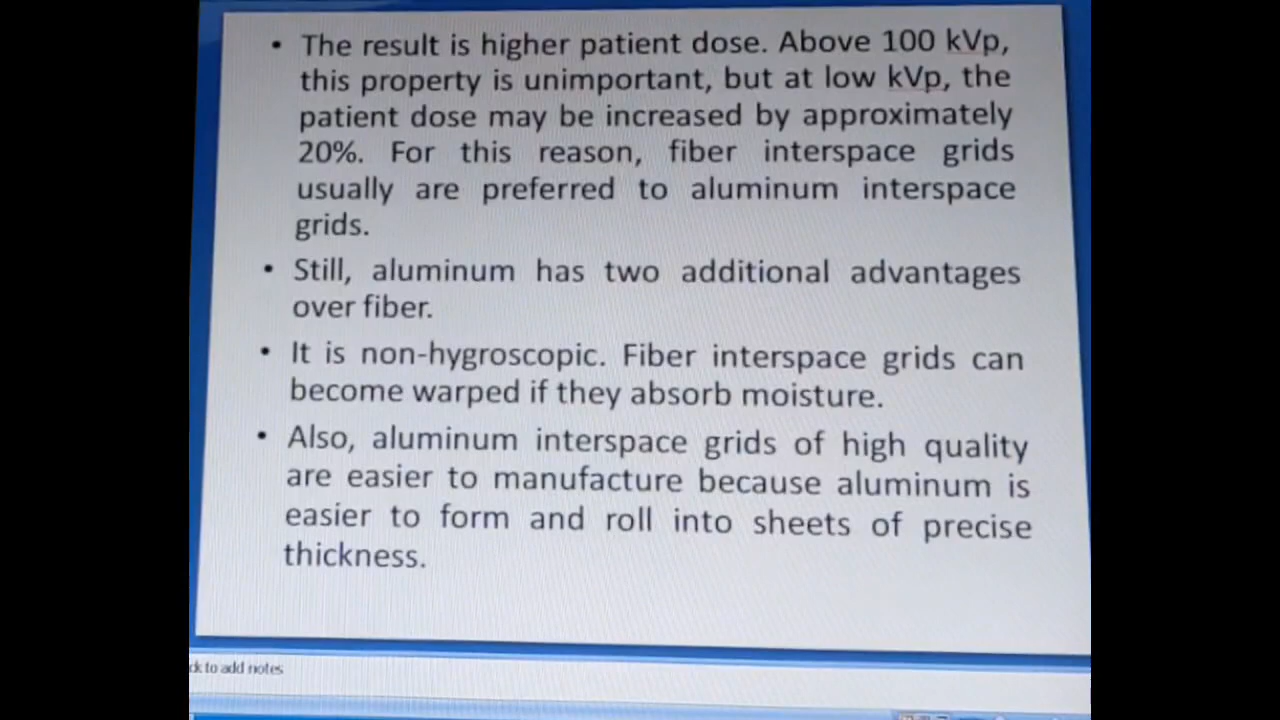 • The result is higher patient dose. Above 100 kVp,
this property is unimportant, but at low kVp, the
patient dose may be increased by approximately
20%. For this reason, fiber interspace grids
usually are preferred to aluminum interspace
grids.
• Still, aluminum has two additional advantages
over fiber.
• It is non-hygroscopic. Fiber interspace grids can
become warped if they absorb moisture.
• Also, aluminum interspace grids of high quality
are easier to manufacture because aluminum is
easier to form and roll into sheets of precise
thickness.
ck to add notes